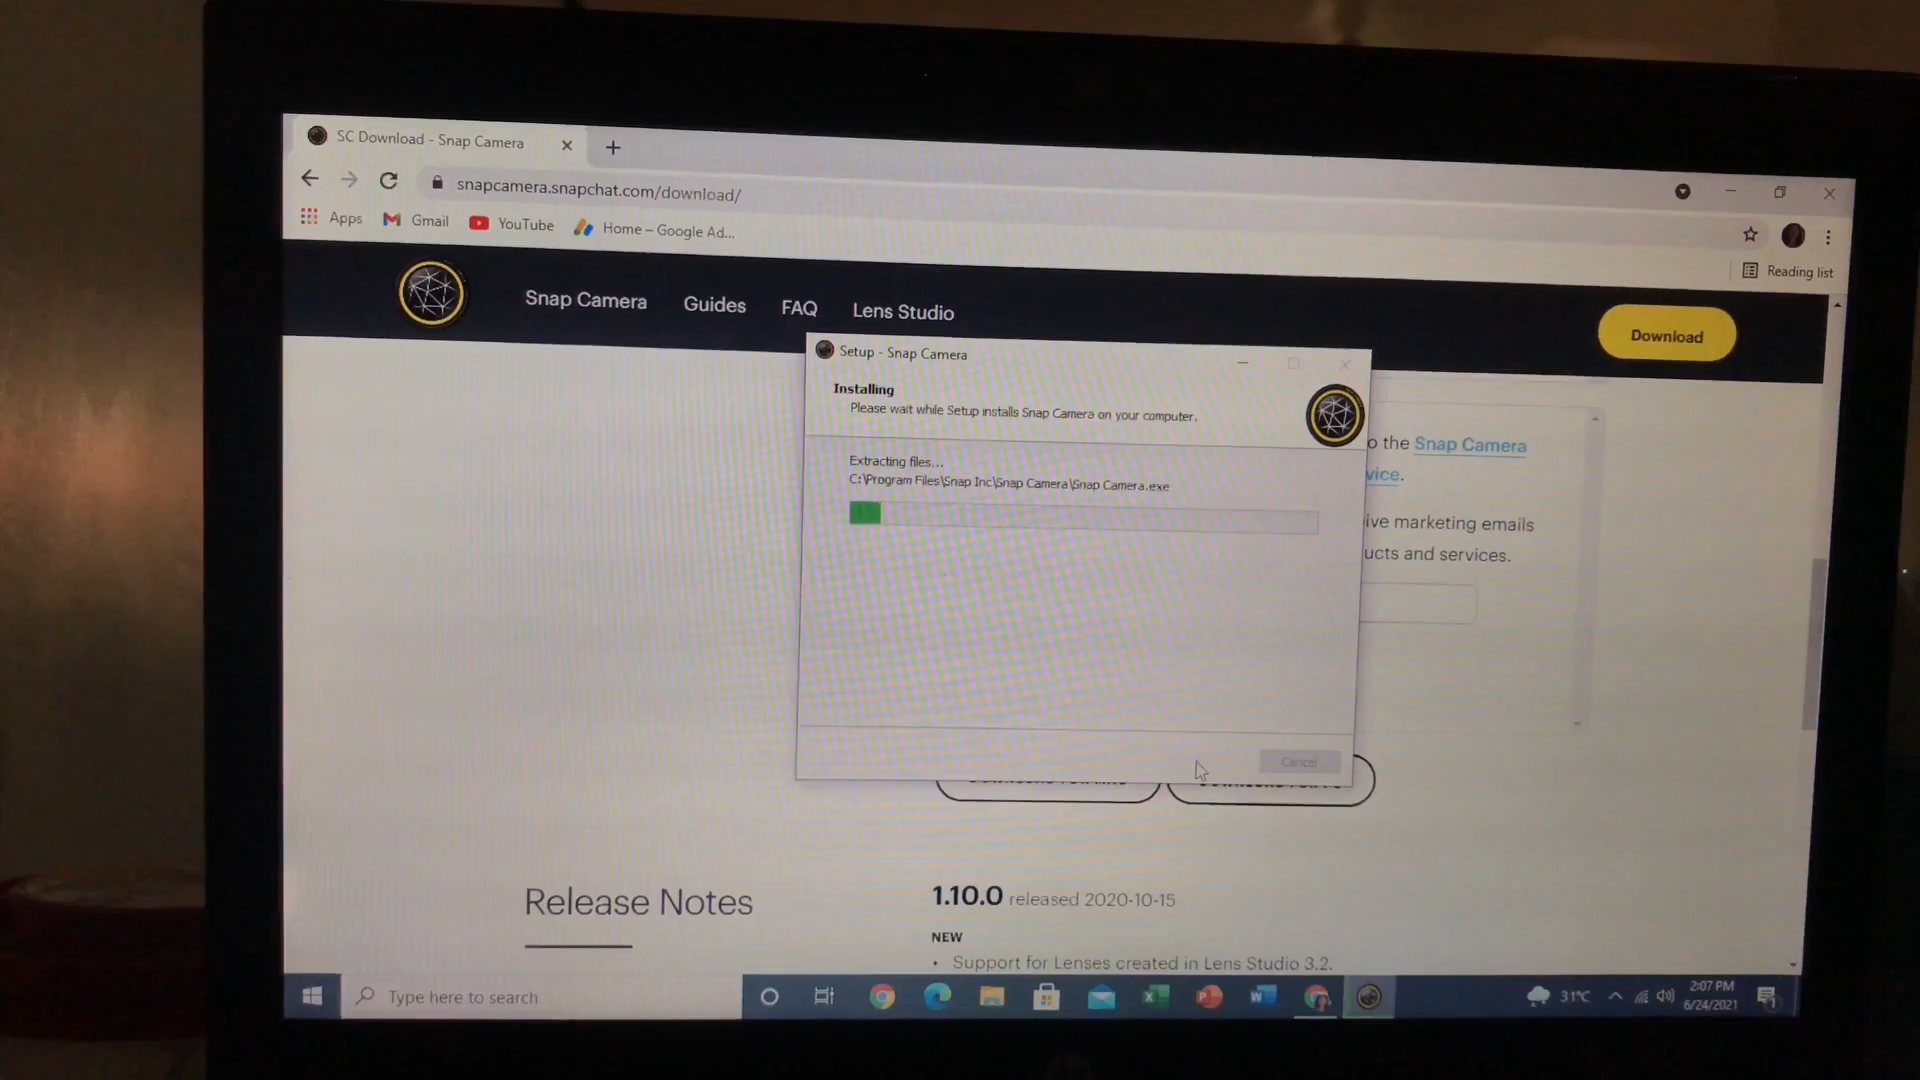 SC Download - Snap Camera
snapcamera.snapchat.com/download/
Apps Gmail YouTube Home – Google Ad...
Reading list
Snap Camera Guides FAQ Lens Studio Download
Setup - Snap Camera
Installing
Please wait while Setup installs Snap Camera on your computer.
Extracting files...
C:\Program Files\Snap Inc\Snap Camera\Snap Camera.exe
o the Snap Camera
vice.
ive marketing emails
ucts and services.
Cancel
Release Notes
1.10.0 released 2020-10-15
NEW
• Support for Lenses created in Lens Studio 3.2.
Type here to search
31°C
2:07 PM
6/24/2021